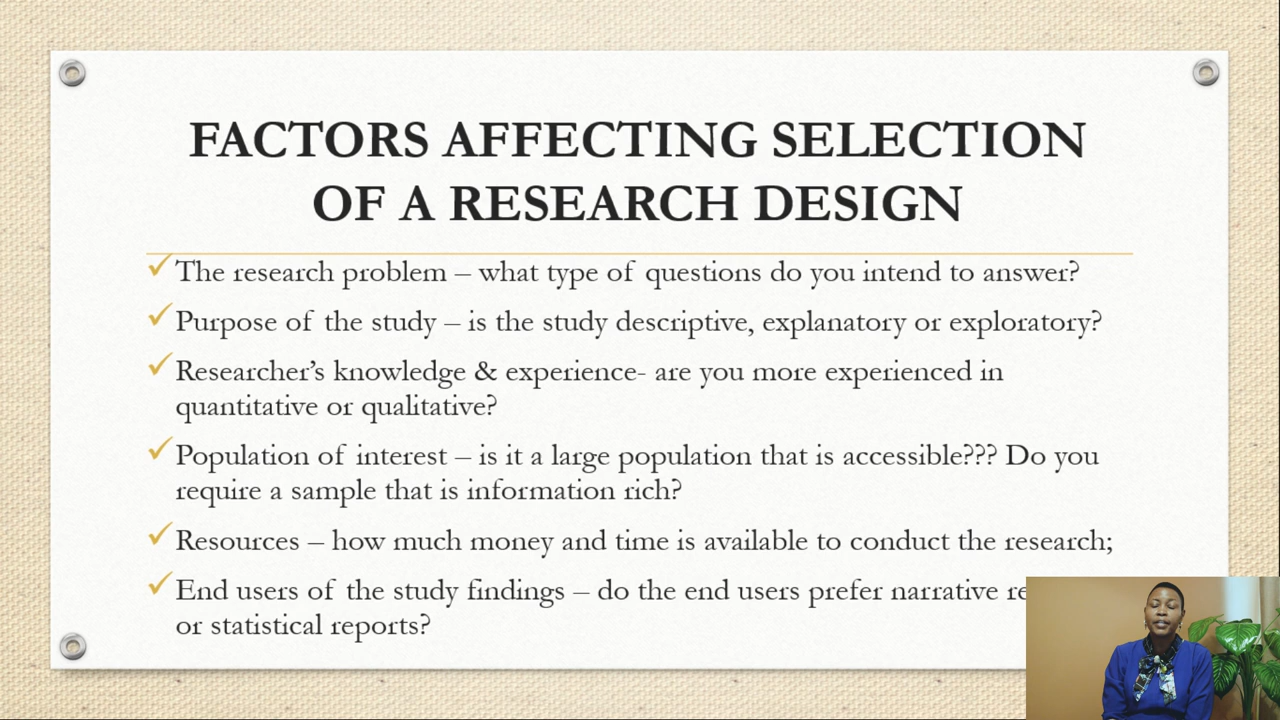 FACTORS AFFECTING SELECTION
OF A RESEARCH DESIGN
The research problem – what type of questions do you intend to answer?
Purpose of the study – is the study descriptive, explanatory or exploratory?
Researcher’s knowledge & experience- are you more experienced in
quantitative or qualitative?
Population of interest – is it a large population that is accessible??? Do you
require a sample that is information rich?
Resources – how much money and time is available to conduct the research;
End users of the study findings – do the end users prefer narrative
or statistical reports?